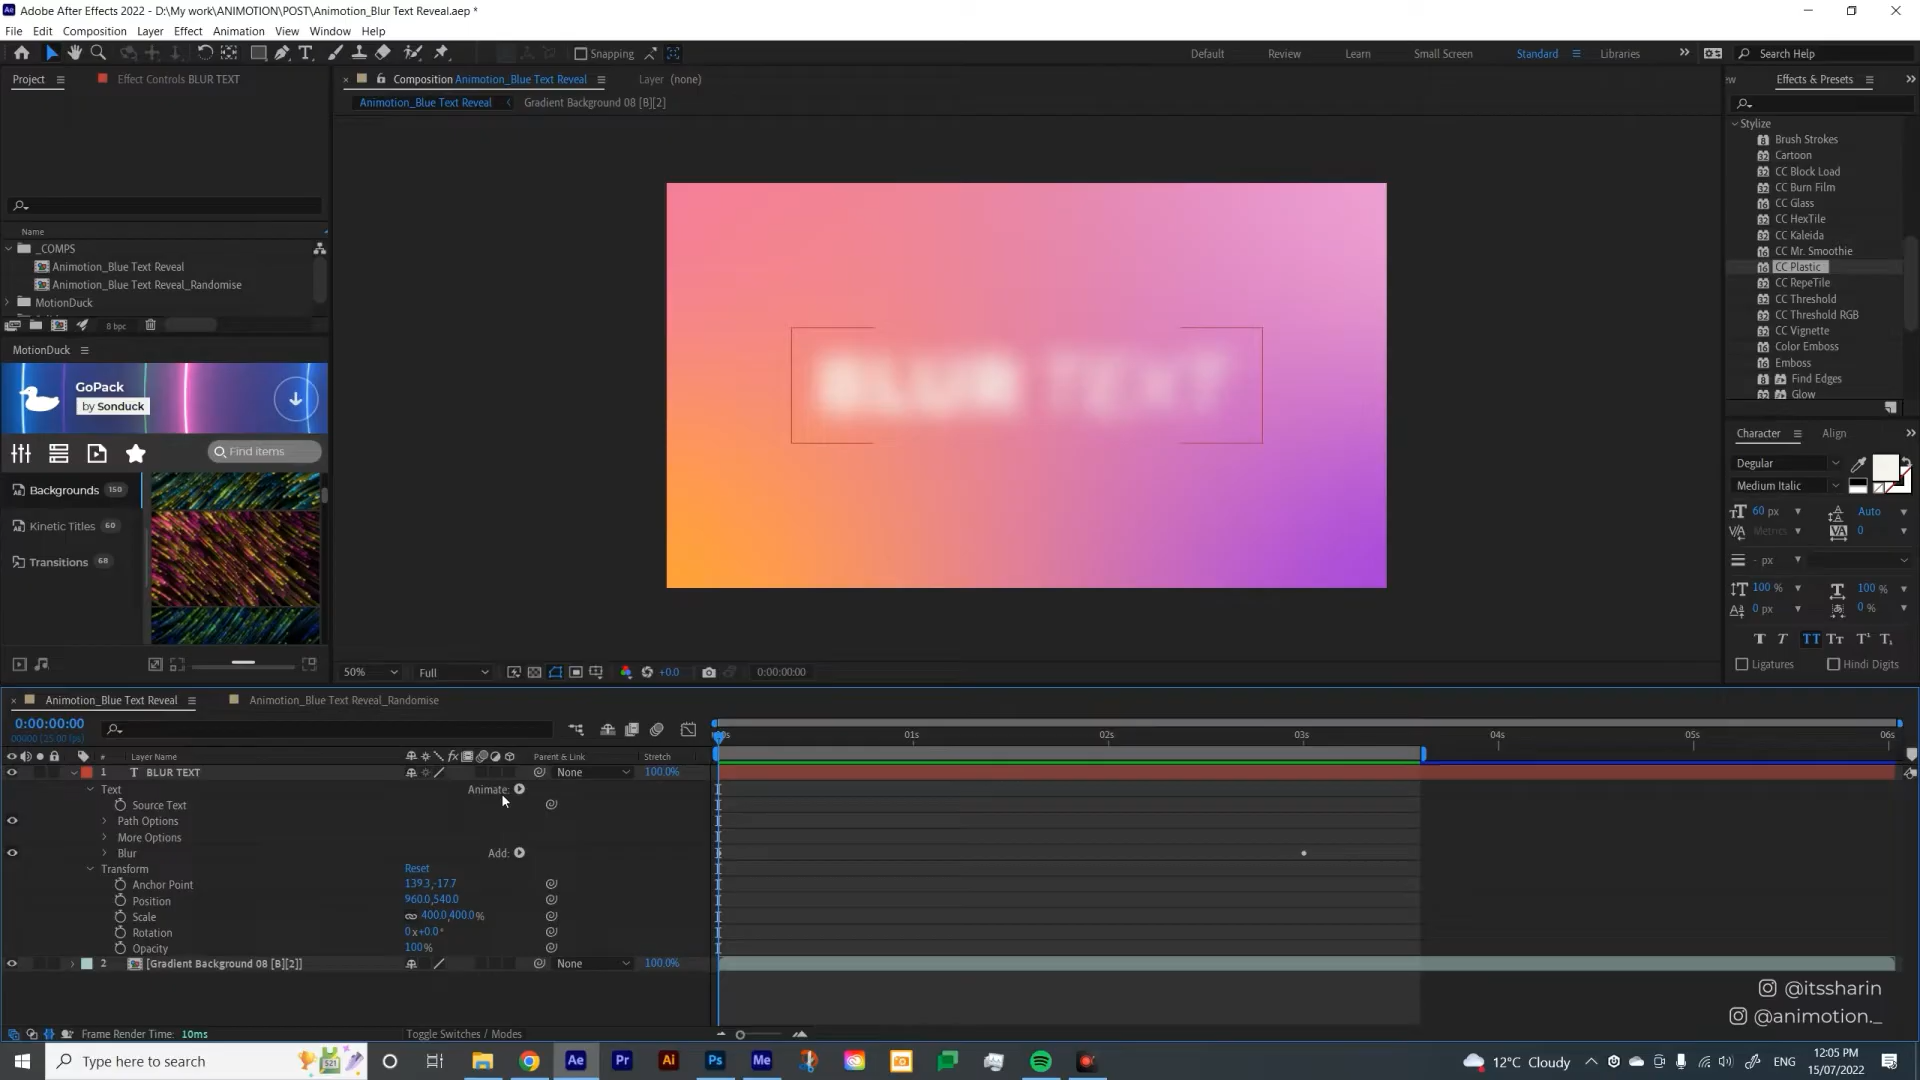 Adobe After Effects 2022 - D:\My work\ANIMOTION\POST\Animotion_Blur Text Reveal.aep *
File Edit Composition Layer Effect Animation View Window Help
Snapping
Default Review Learn Small Screen Standard Libraries Search Help
Project Effect Controls BLUR TEXT
Composition Animotion_Blue Text Reveal Layer (none)
Effects & Presets
Animotion_Blue Text Reveal Gradient Background 08 [B][2]
Name
_COMPS
Animotion_Blue Text Reveal
Animotion_Blue Text Reveal_Randomise
MotionDuck
8 bpc
MotionDuck
GoPack
by Sonduck
Find items
Backgrounds 150
Kinetic Titles 60
Transitions 68
BLUR TEXT
50% Full +0.0 0:00:00:00
Stylize
Brush Strokes
Cartoon
CC Block Load
CC Burn Film
CC Glass
CC HexTile
CC Kaleida
CC Mr. Smoothie
CC Plastic
CC RepeTile
CC Threshold
CC Threshold RGB
CC Vignette
Color Emboss
Emboss
Find Edges
Glow
Character Align
Degular
Medium Italic
60 px Auto
Metrics 0
- px
100 % 100 %
0 px 0 %
Ligatures Hindi Digits
Animotion_Blue Text Reveal Animotion_Blue Text Reveal_Randomise
0:00:00:00
00000 (25.00 fps)
01s 02s 03s 04s 05s 06s
# Layer Name Parent & Link Stretch
1 T BLUR TEXT None 100.0%
Text Animate:
Source Text
Path Options
More Options
Blur Add:
Transform Reset
Anchor Point 139.3,-17.7
Position 960.0,540.0
Scale 400.0,400.0%
Rotation 0x+0.0°
Opacity 100%
2 [Gradient Background 08 [B][2]] None 100.0%
@itssharin
@animotion._
Frame Render Time: 10ms Toggle Switches / Modes
Type here to search
12°C Cloudy ENG 12:05 PM
15/07/2022